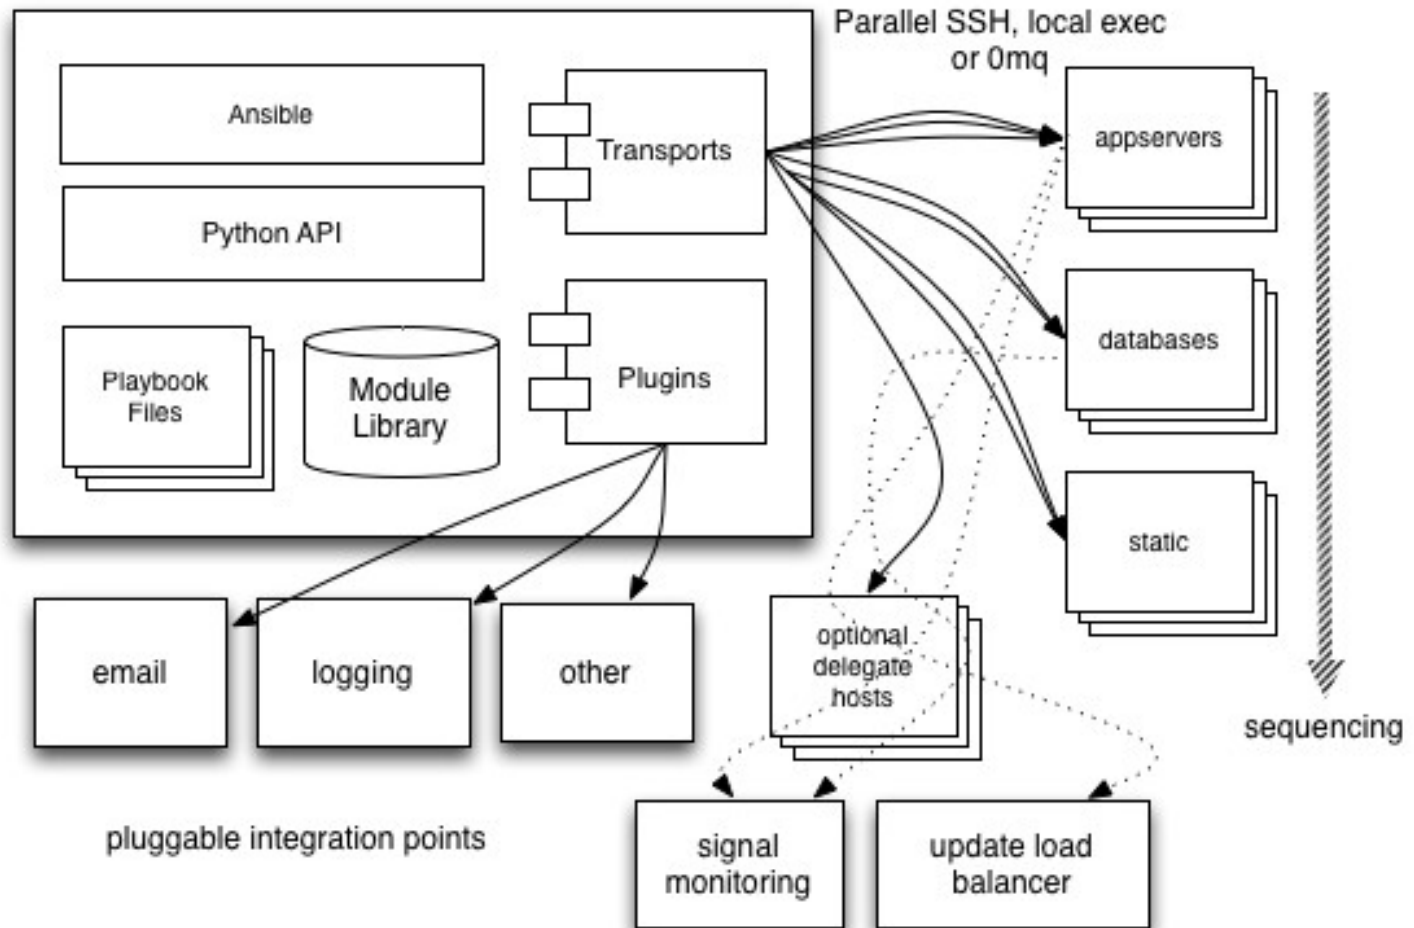 Parallel SSH, local exec
or 0mq
Ansible
Transports
appservers
Python API
databases
Plugins
Playbook
Files
Module
Library
static
optional
delegate
hosts
email
logging
other
sequencing
pluggable integration points
signal
monitoring
update load
balancer